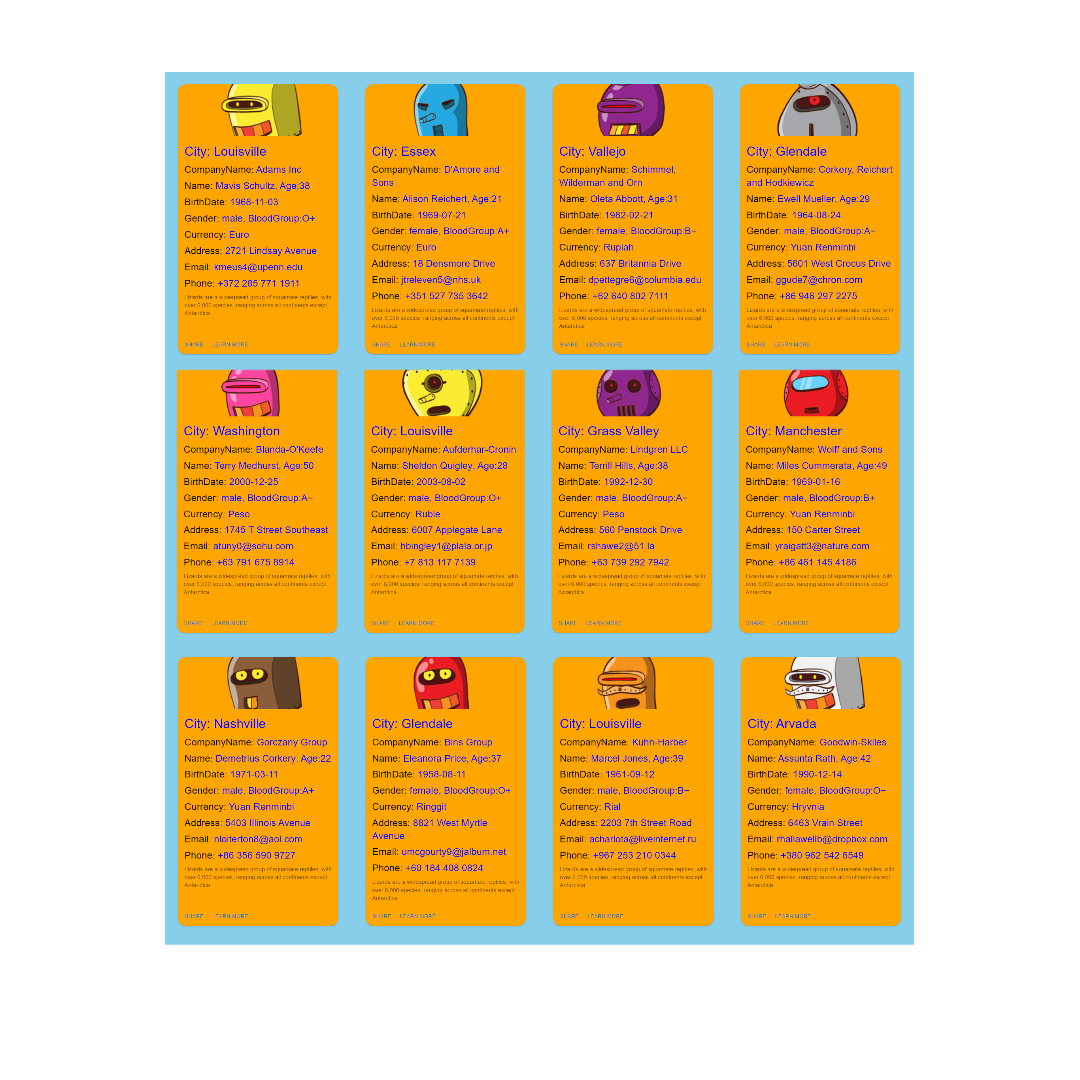 City: Louisville
CompanyName: Adams Inc
Name: Mavis Schultz, Age:38
BirthDate: 1968-11-03
Gender: male, BloodGroup:O+
Currency: Euro
Address: 2721 Lindsay Avenue
Email: kmeus4@upenn.edu
Phone: +372 285 771 1911
Lizards are a widespread group of squamate reptiles, with
over 6,000 species, ranging across all continents except
Antarctica
SHARE LEARN MORE
City: Essex
CompanyName: D'Amore and
Sons
Name: Alison Reichert, Age:21
BirthDate: 1969-07-21
Gender: female, BloodGroup:A+
Currency: Euro
Address: 18 Densmore Drive
Email: jtreleven5@nhs.uk
Phone: +351 527 735 3642
Lizards are a widespread group of squamate reptiles, with
over 6,000 species, ranging across all continents except
Antarctica
SHARE LEARN MORE
City: Vallejo
CompanyName: Schimmel,
Wilderman and Orn
Name: Oleta Abbott, Age:31
BirthDate: 1982-02-21
Gender: female, BloodGroup:B−
Currency: Rupiah
Address: 637 Britannia Drive
Email: dpettegre6@columbia.edu
Phone: +62 640 802 7111
Lizards are a widespread group of squamate reptiles, with
over 6,000 species, ranging across all continents except
Antarctica
SHARE LEARN MORE
City: Glendale
CompanyName: Corkery, Reichert
and Hodkiewicz
Name: Ewell Mueller, Age:29
BirthDate: 1964-08-24
Gender: male, BloodGroup:A−
Currency: Yuan Renminbi
Address: 5601 West Crocus Drive
Email: ggude7@chron.com
Phone: +86 946 297 2275
Lizards are a widespread group of squamate reptiles, with
over 6,000 species, ranging across all continents except
Antarctica
SHARE LEARN MORE
City: Washington
CompanyName: Blanda-O'Keefe
Name: Terry Medhurst, Age:50
BirthDate: 2000-12-25
Gender: male, BloodGroup:A−
Currency: Peso
Address: 1745 T Street Southeast
Email: atuny0@sohu.com
Phone: +63 791 675 8914
Lizards are a widespread group of squamate reptiles, with
over 6,000 species, ranging across all continents except
Antarctica
SHARE LEARN MORE
City: Louisville
CompanyName: Aufderhar-Cronin
Name: Sheldon Quigley, Age:28
BirthDate: 2003-08-02
Gender: male, BloodGroup:O+
Currency: Ruble
Address: 6007 Applegate Lane
Email: hbingley1@plala.or.jp
Phone: +7 813 117 7139
Lizards are a widespread group of squamate reptiles, with
over 6,000 species, ranging across all continents except
Antarctica
SHARE LEARN MORE
City: Grass Valley
CompanyName: Lindgren LLC
Name: Terrill Hills, Age:38
BirthDate: 1992-12-30
Gender: male, BloodGroup:A−
Currency: Peso
Address: 560 Penstock Drive
Email: rshawe2@51.la
Phone: +63 739 292 7942
Lizards are a widespread group of squamate reptiles, with
over 6,000 species, ranging across all continents except
Antarctica
SHARE LEARN MORE
City: Manchester
CompanyName: Wolff and Sons
Name: Miles Cummerata, Age:49
BirthDate: 1969-01-16
Gender: male, BloodGroup:B+
Currency: Yuan Renminbi
Address: 150 Carter Street
Email: yraigatt3@nature.com
Phone: +86 461 145 4186
Lizards are a widespread group of squamate reptiles, with
over 6,000 species, ranging across all continents except
Antarctica
SHARE LEARN MORE
City: Nashville
CompanyName: Gorczany Group
Name: Demetrius Corkery, Age:22
BirthDate: 1971-03-11
Gender: male, BloodGroup:A+
Currency: Yuan Renminbi
Address: 5403 Illinois Avenue
Email: nloiterton8@aol.com
Phone: +86 356 590 9727
Lizards are a widespread group of squamate reptiles, with
over 6,000 species, ranging across all continents except
Antarctica
SHARE LEARN MORE
City: Glendale
CompanyName: Bins Group
Name: Eleanora Price, Age:37
BirthDate: 1958-08-11
Gender: female, BloodGroup:O+
Currency: Ringgit
Address: 8821 West Myrtle
Avenue
Email: umcgourty9@jalbum.net
Phone: +60 184 408 0824
Lizards are a widespread group of squamate reptiles, with
over 6,000 species, ranging across all continents except
Antarctica
SHARE LEARN MORE
City: Louisville
CompanyName: Kuhn-Harber
Name: Marcel Jones, Age:39
BirthDate: 1961-09-12
Gender: male, BloodGroup:B−
Currency: Rial
Address: 2203 7th Street Road
Email: acharlota@liveinternet.ru
Phone: +967 253 210 0344
Lizards are a widespread group of squamate reptiles, with
over 6,000 species, ranging across all continents except
Antarctica
SHARE LEARN MORE
City: Arvada
CompanyName: Goodwin-Skiles
Name: Assunta Rath, Age:42
BirthDate: 1990-12-14
Gender: female, BloodGroup:O−
Currency: Hryvnia
Address: 6463 Vrain Street
Email: rhallawellb@dropbox.com
Phone: +380 962 542 6549
Lizards are a widespread group of squamate reptiles, with
over 6,000 species, ranging across all continents except
Antarctica
SHARE LEARN MORE